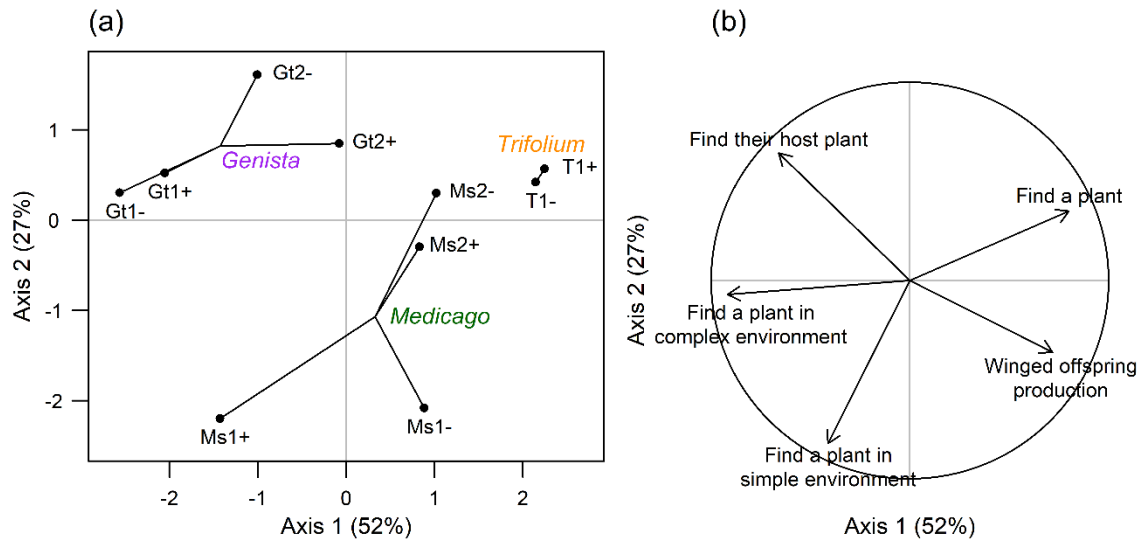 (a)
Axis 2 (27%)
1
0
-1
-2
Gt2-
Gt2+
Genista
Gt1+
Gt1-
Trifolium
T1+
T1-
Ms2-
Ms2+
Medicago
Ms1+
Ms1-
-2
-1
0
1
2
Axis 1 (52%)
(b)
Axis 2 (27%)
Find their host plant
Find a plant
Find a plant in
complex environment
Winged offspring
production
Find a plant in
simple environment
Axis 1 (52%)